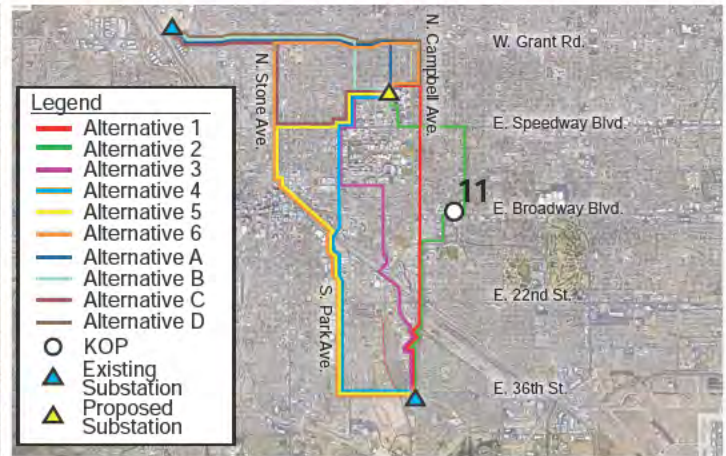 W. Grant Rd.
N. Campbell Ave.
N. Stone Ave.
Legend
Alternative 1
Alternative 2
Alternative 3
Alternative 4
Alternative 5
Alternative 6
Alternative A
Alternative B
Alternative C
Alternative D
KOP
Existing
Substation
Proposed
Substation
E. Speedway Blvd.
11
E. Broadway Blvd.
E. 22nd St.
S. Park Ave.
E. 36th St.